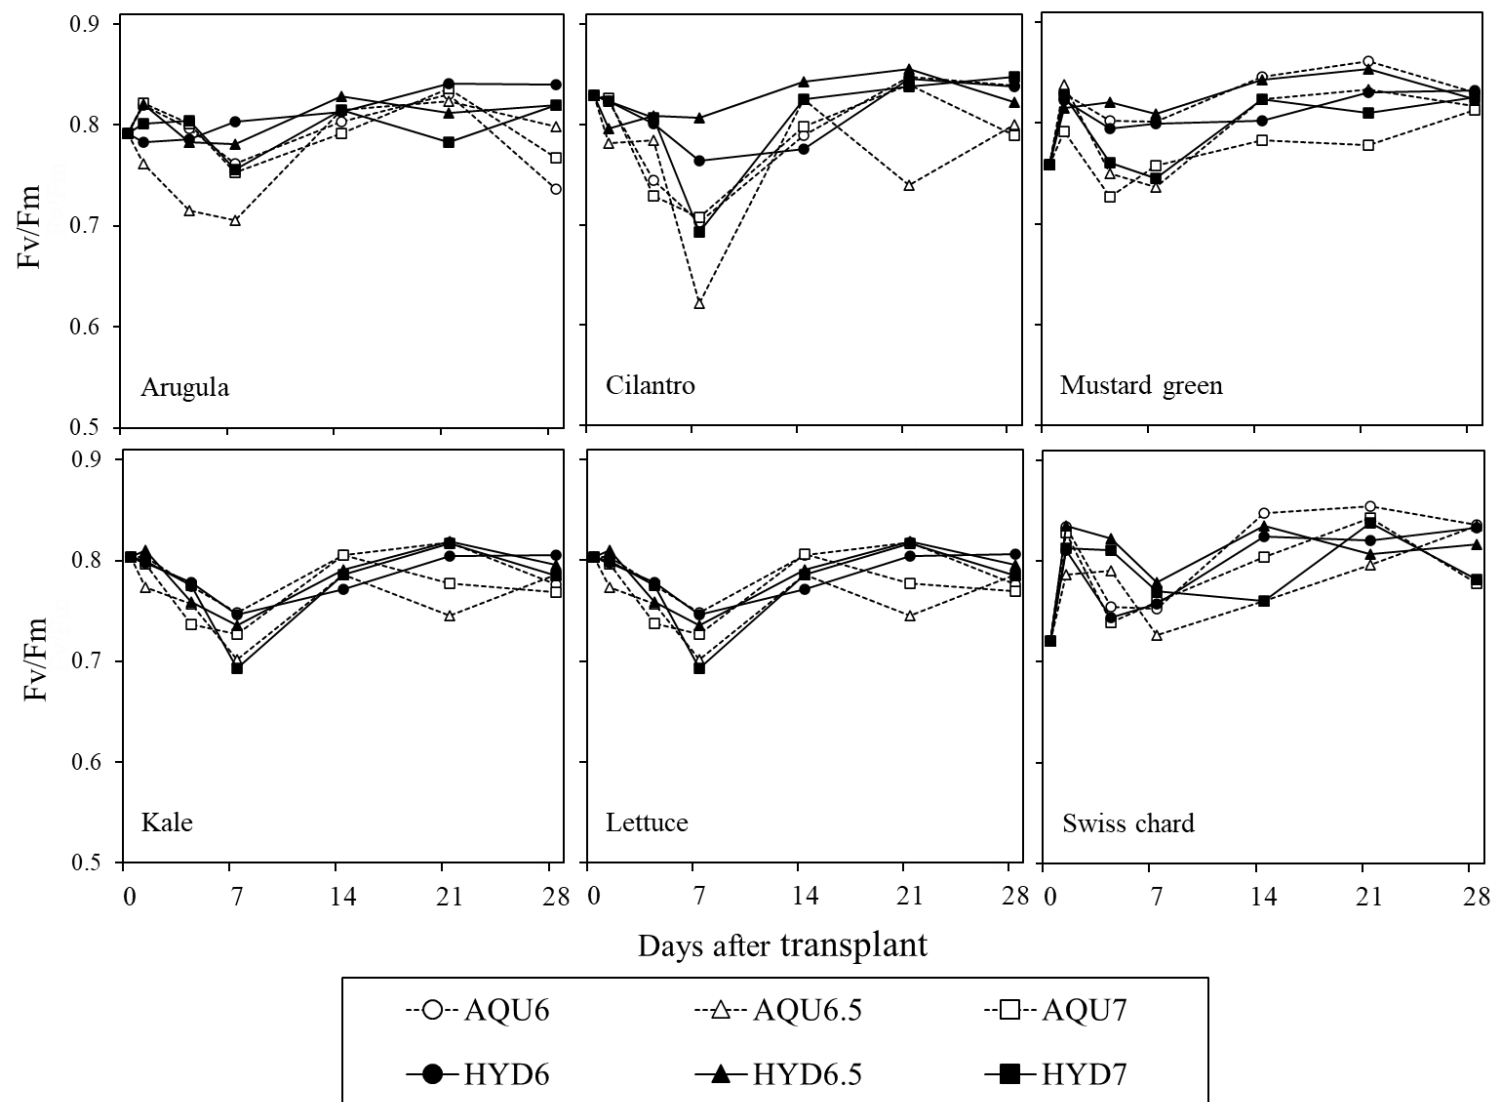 0.9
0.8
0.7
0.6
0.5
Fv/Fm
Arugula
Cilantro
Mustard green
0.9
0.8
0.7
0.6
0.5
Fv/Fm
Kale
Lettuce
Swiss chard
0 7 14 21 28
0 7 14 21 28
0 7 14 21 28
Days after transplant
AQU6 AQU6.5 AQU7
HYD6 HYD6.5 HYD7